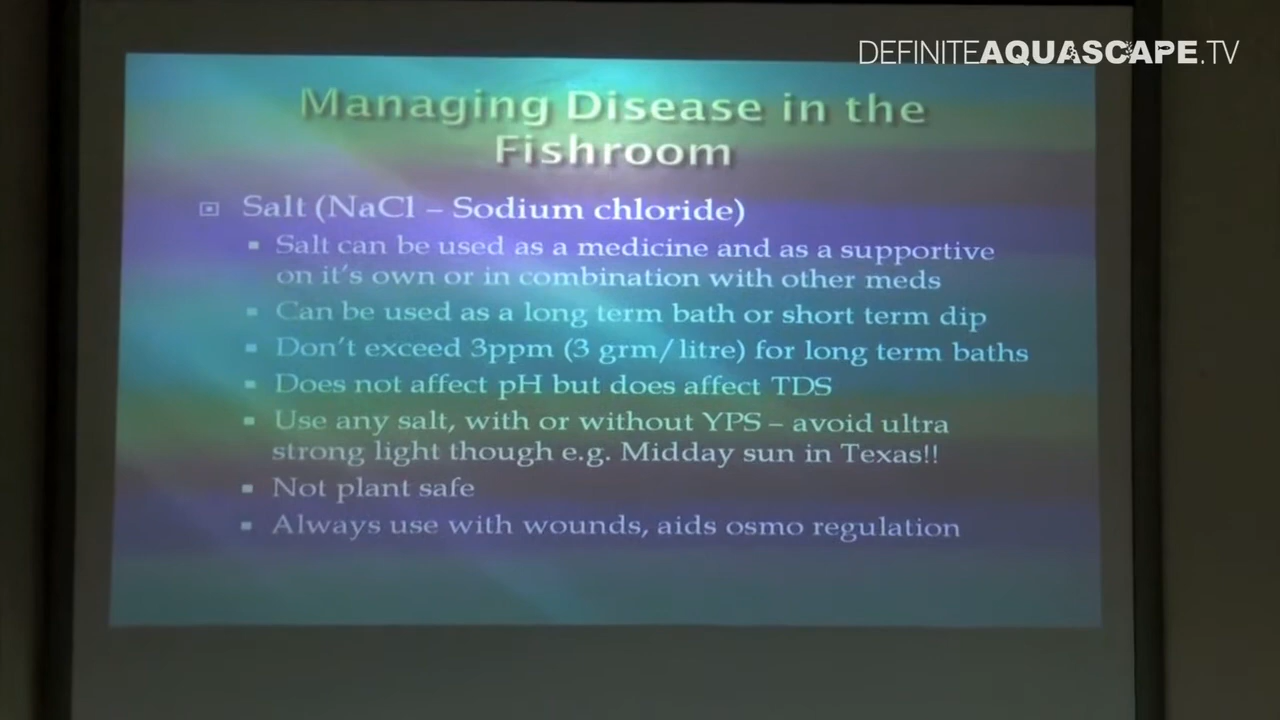 DEFINITEAQUASCAPE.TV
Managing Disease in the
Fishroom
Salt (NaCl – Sodium chloride)
Salt can be used as a medicine and as a supportive
on it's own or in combination with other meds
Can be used as a long term bath or short term dip
Don't exceed 3ppm (3 grm/litre) for long term baths
Does not affect pH but does affect TDS
Use any salt, with or without YPS – avoid ultra
strong light though e.g. Midday sun in Texas!!
Not plant safe
Always use with wounds, aids osmo regulation